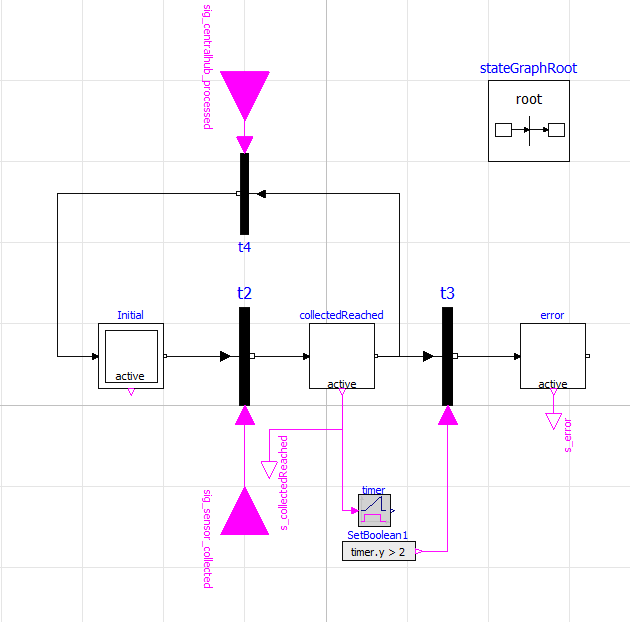 sig_centralhub_processed
stateGraphRoot
root
t4
t2
t3
Initial
collectedReached
error
active
active
active
s_collectedReached
s_error
sig_sensor_collected
timer
SetBoolean1
timer.y > 2